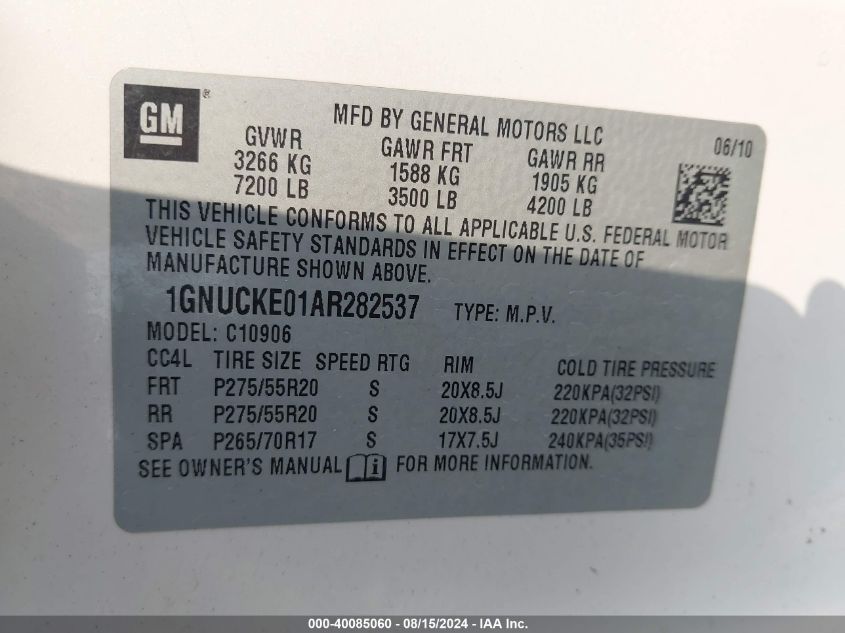 GM®
MFD BY GENERAL MOTORS LLC 06/10
GVWR GAWR FRT GAWR RR
3266 KG 1588 KG 1905 KG
7200 LB 3500 LB 4200 LB
THIS VEHICLE CONFORMS TO ALL APPLICABLE U.S. FEDERAL MOTOR
VEHICLE SAFETY STANDARDS IN EFFECT ON THE DATE OF
MANUFACTURE SHOWN ABOVE.
1GNUCKE01AR282537 TYPE: M.P.V.
MODEL: C10906
CC4L TIRE SIZE SPEED RTG RIM COLD TIRE PRESSURE
FRT P275/55R20 S 20X8.5J 220KPA(32PSI)
RR P275/55R20 S 20X8.5J 220KPA(32PSI)
SPA P265/70R17 S 17X7.5J 240KPA(35PSI)
SEE OWNER'S MANUAL i FOR MORE INFORMATION.
000-40085060 - 08/15/2024 - IAA Inc.